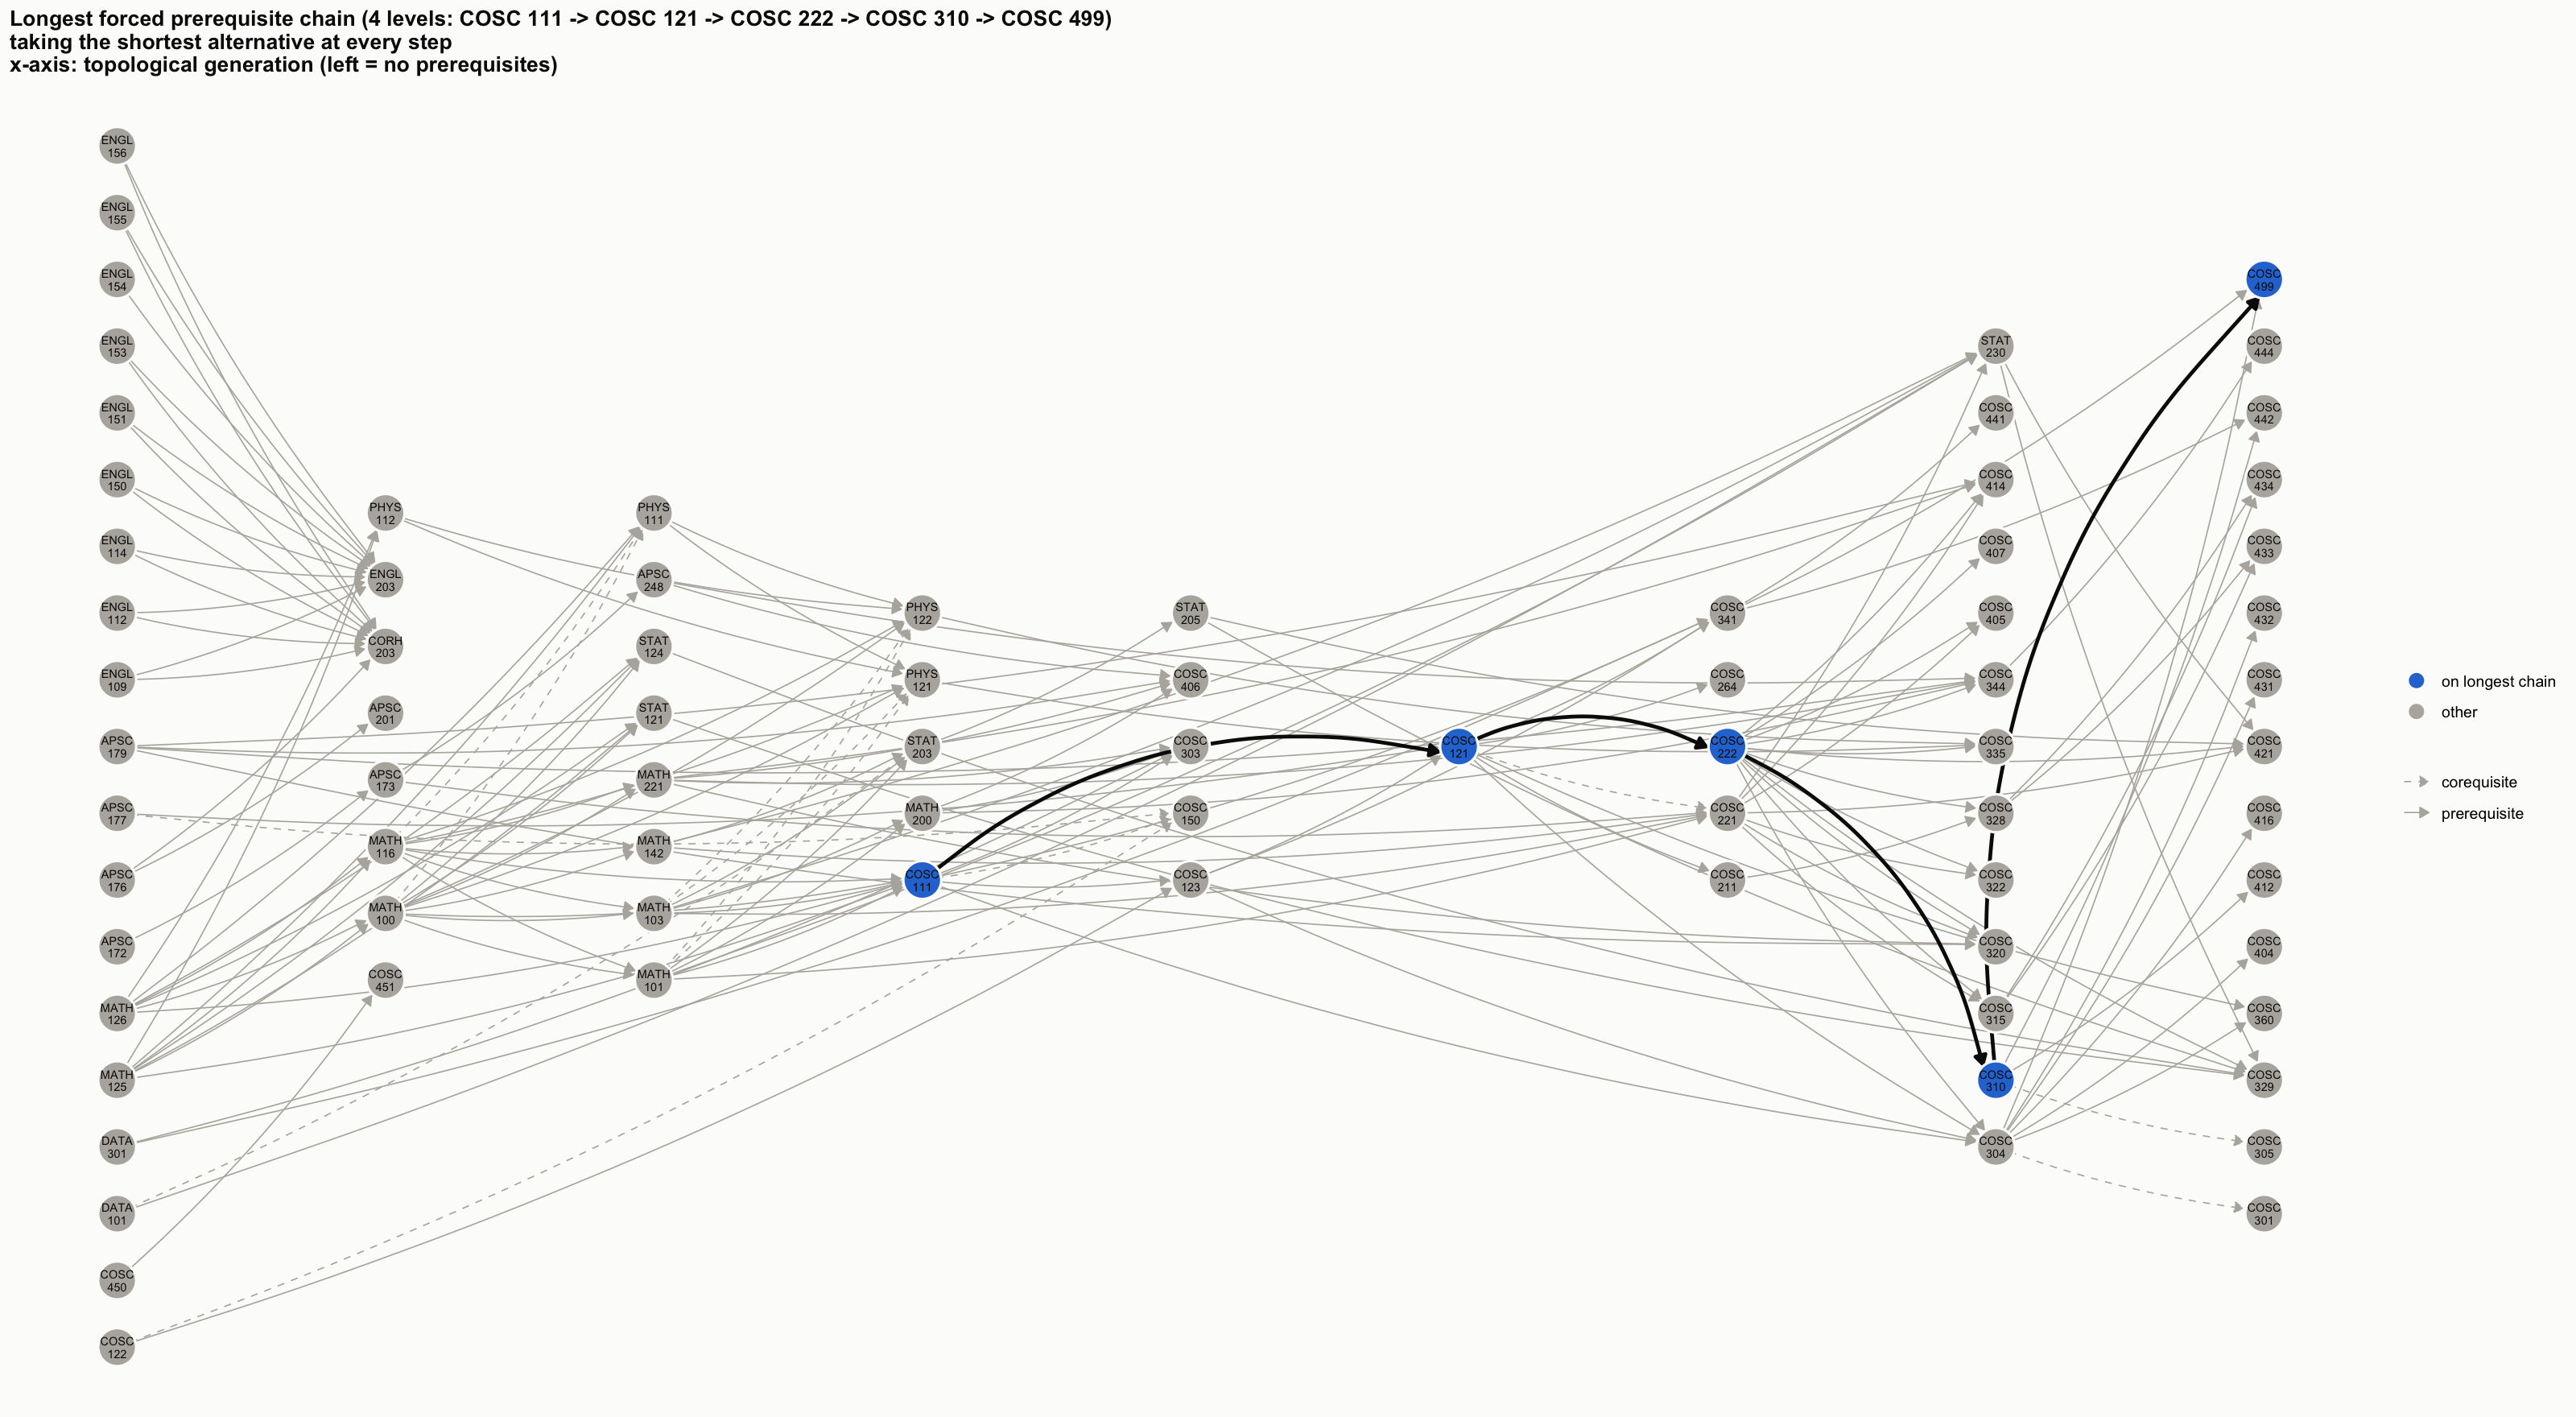 Longest forced prerequisite chain (4 levels: COSC 111 -> COSC 121 -> COSC 222 -> COSC 310 -> COSC 499)
taking the shortest alternative at every step
x-axis: topological generation (left = no prerequisites)
ENGL
156
ENGL
155
ENGL
154
ENGL
153
ENGL
151
ENGL
150
ENGL
114
ENGL
112
ENGL
109
APSC
179
APSC
177
APSC
176
APSC
172
MATH
126
MATH
125
DATA
301
DATA
101
COSC
450
COSC
122
PHYS
112
ENGL
203
CORH
203
APSC
201
APSC
173
MATH
116
MATH
100
COSC
451
PHYS
111
APSC
248
STAT
124
STAT
121
MATH
221
MATH
142
MATH
103
MATH
101
PHYS
122
PHYS
121
STAT
203
MATH
200
COSC
111
STAT
205
COSC
406
COSC
303
COSC
150
COSC
123
COSC
121
COSC
341
COSC
264
COSC
222
COSC
221
COSC
211
STAT
230
COSC
441
COSC
414
COSC
407
COSC
405
COSC
344
COSC
335
COSC
328
COSC
322
COSC
320
COSC
315
COSC
310
COSC
304
COSC
499
COSC
444
COSC
442
COSC
434
COSC
433
COSC
432
COSC
431
COSC
421
COSC
416
COSC
412
COSC
404
COSC
360
COSC
329
COSC
305
COSC
301
on longest chain
other
corequisite
prerequisite